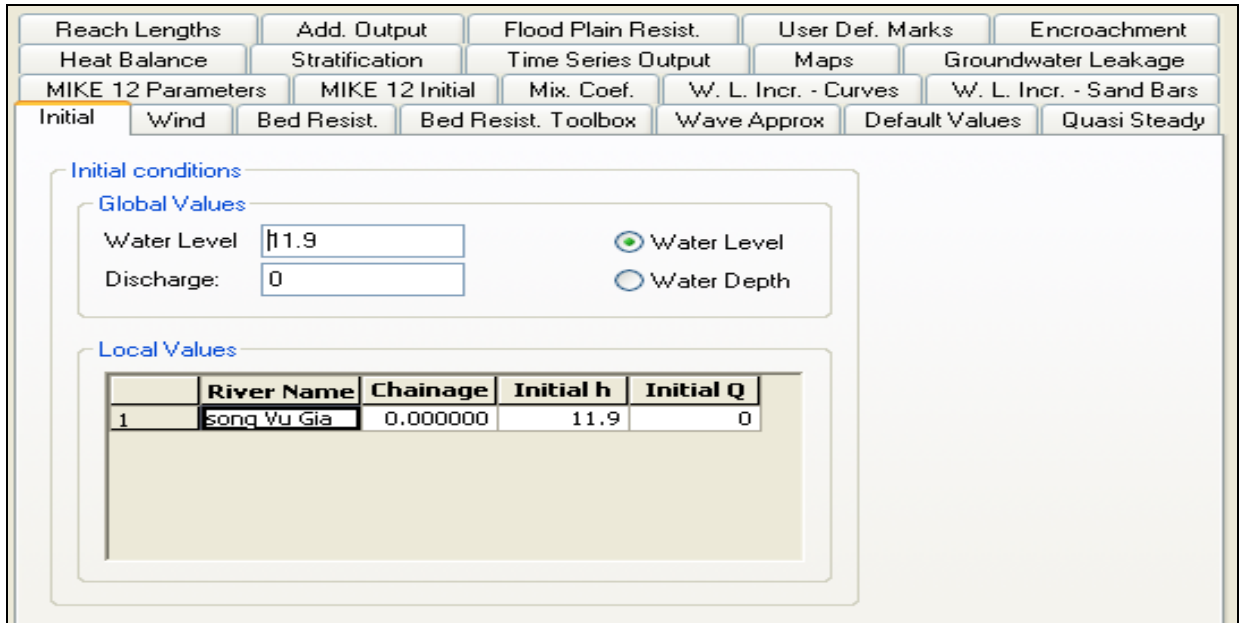 Reach Lengths Add. Output Flood Plain Resist. User Def. Marks Encroachment
Heat Balance Stratification Time Series Output Maps Groundwater Leakage
MIKE 12 Parameters MIKE 12 Initial Mix. Coef. W. L. Incr. - Curves W. L. Incr. - Sand Bars
Initial Wind Bed Resist. Bed Resist. Toolbox Wave Approx Default Values Quasi Steady
Initial conditions
Global Values
Water Level 11.9 Water Level
Discharge: 0 Water Depth
Local Values
River Name Chainage Initial h Initial Q
1 song Vu Gia 0.000000 11.9 0